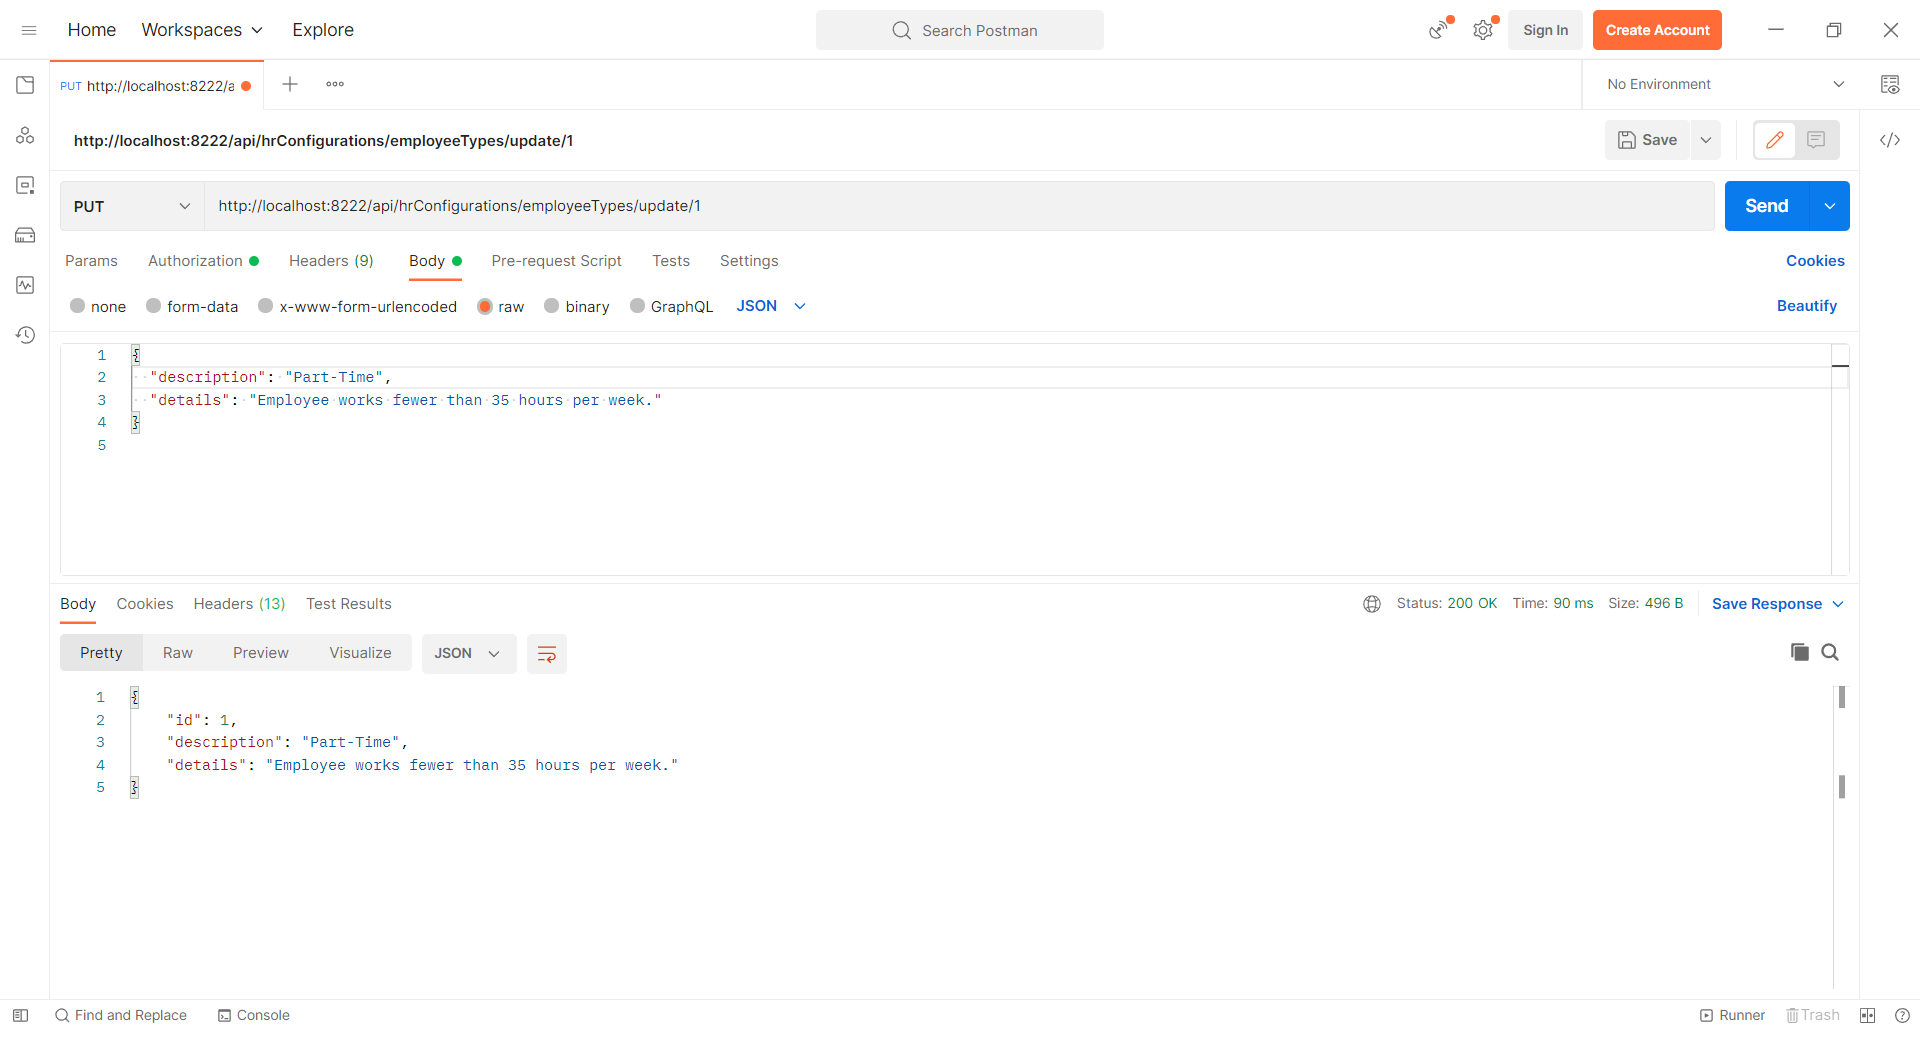 Home Workspaces Explore Search Postman Sign In Create Account
PUT http://localhost:8222/a No Environment
http://localhost:8222/api/hrConfigurations/employeeTypes/update/1 Save
PUT http://localhost:8222/api/hrConfigurations/employeeTypes/update/1 Send
Params Authorization Headers (9) Body Pre-request Script Tests Settings Cookies
none form-data x-www-form-urlencoded raw binary GraphQL JSON Beautify
1 {
2 "description": "Part-Time",
3 "details": "Employee works fewer than 35 hours per week."
4 }
5
Body Cookies Headers (13) Test Results Status: 200 OK Time: 90 ms Size: 496 B Save Response
Pretty Raw Preview Visualize JSON
1 {
2 "id": 1,
3 "description": "Part-Time",
4 "details": "Employee works fewer than 35 hours per week."
5 }
Find and Replace Console Runner Trash